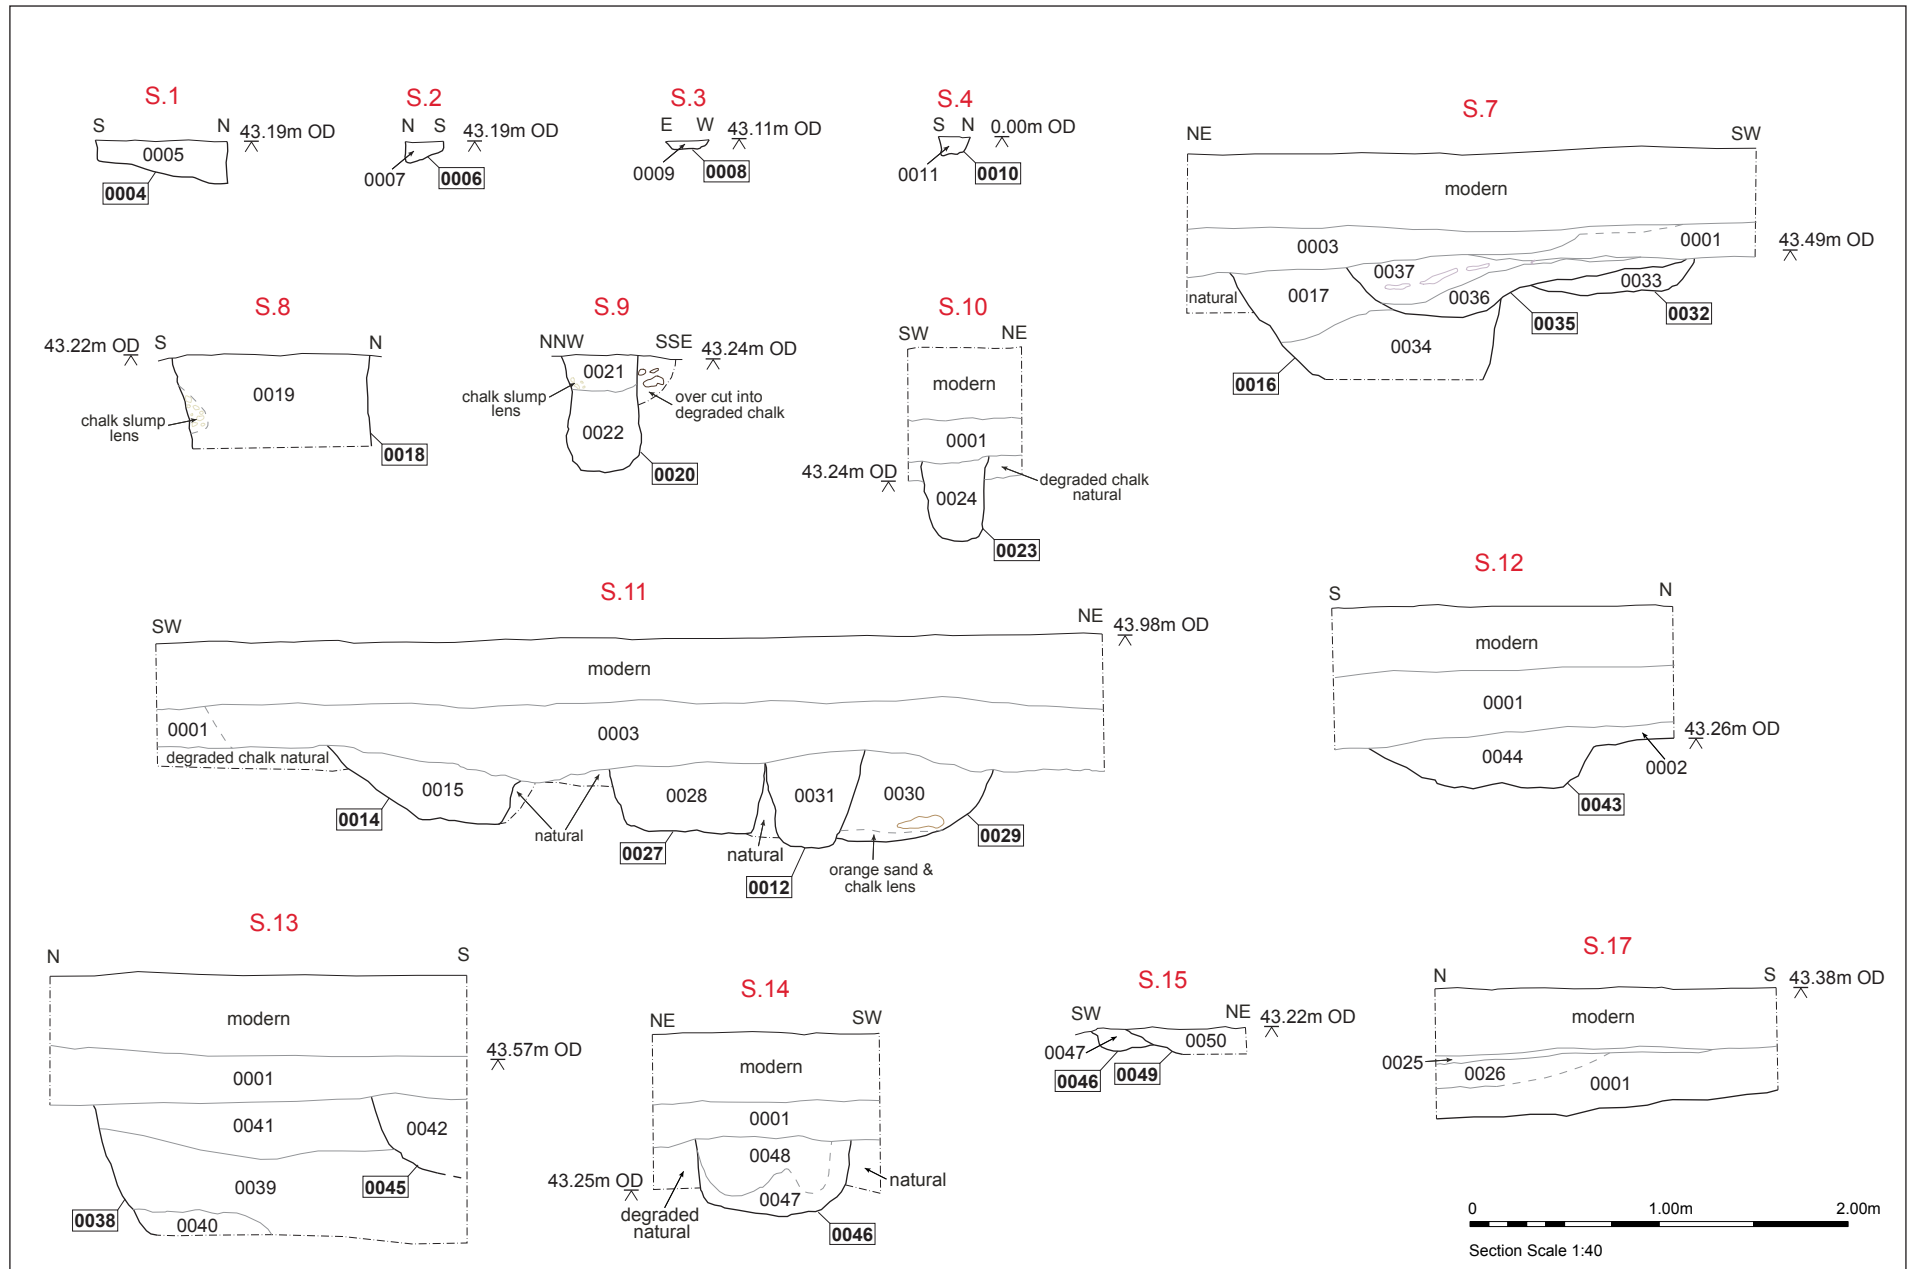 S.1
S N 43.19m OD
0005
0004
S.2
N S 43.19m OD
0007 0006
S.3
E W 43.11m OD
0009 0008
S.4
S N 0.00m OD
0011 0010
S.7
NE SW
modern
0003 0001 43.49m OD
0037
0033
natural 0017 0036
0035 0032
0034
0016
S.8
43.22m OD S N
0019
chalk slump
lens
0018
S.9
NNW SSE 43.24m OD
0021
chalk slump
lens
over cut into
degraded chalk
0022
0020
S.10
SW NE
modern
0001
43.24m OD
degraded chalk
natural
0024
0023
S.11
SW NE 43.98m OD
modern
0001 0003
degraded chalk natural
0015 0028 0031 0030
0014 natural 0027 natural 0029
0012
orange sand &
chalk lens
S.12
S N
modern
0001
43.26m OD
0044 0002
0043
S.13
N S
modern
43.57m OD
0001
0041 0042
0039 0045
0038 0040
S.14
NE SW
modern
0001
0048
43.25m OD natural
0047
degraded
natural
0046
S.15
SW NE 43.22m OD
0047 0050
0046 0049
S.17
N S 43.38m OD
modern
0025
0026 0001
0 1.00m 2.00m
Section Scale 1:40